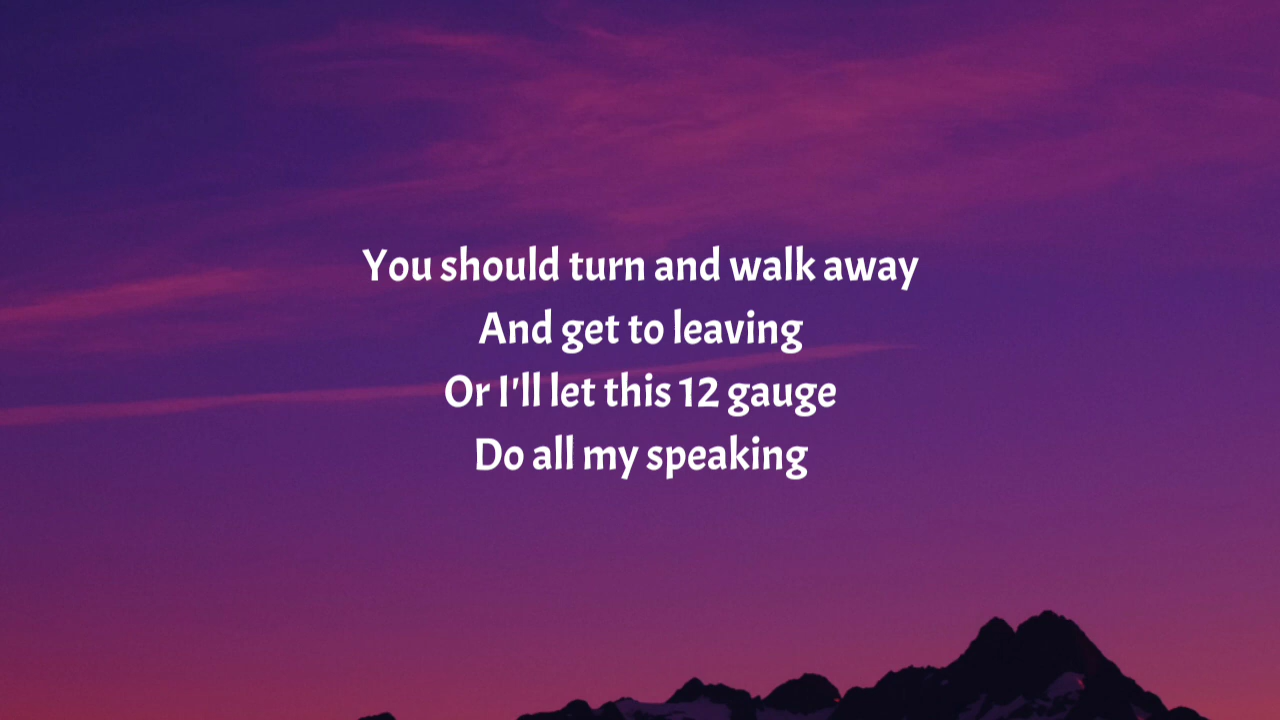 You should turn and walk away
And get to leaving
Or I'll let this 12 gauge
Do all my speaking